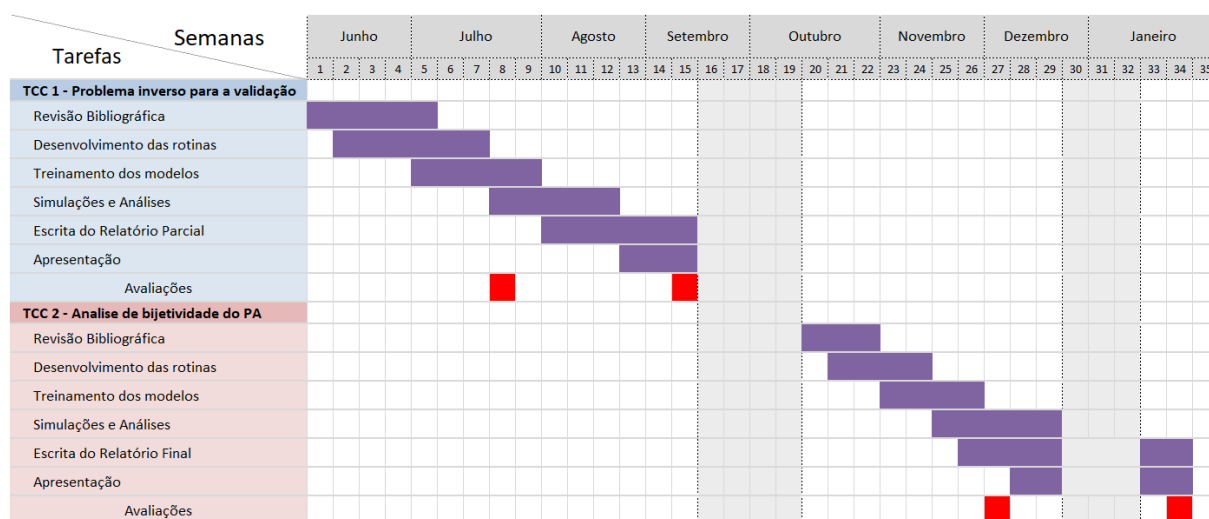 Semanas
Tarefas
Junho Julho Agosto Setembro Outubro Novembro Dezembro Janeiro
1 2 3 4 5 6 7 8 9 10 11 12 13 14 15 16 17 18 19 20 21 22 23 24 25 26 27 28 29 30 31 32 33 34 35
TCC 1 - Problema inverso para a validação
Revisão Bibliográfica
Desenvolvimento das rotinas
Treinamento dos modelos
Simulações e Análises
Escrita do Relatório Parcial
Apresentação
Avaliações
TCC 2 - Analise de bijetividade do PA
Revisão Bibliográfica
Desenvolvimento das rotinas
Treinamento dos modelos
Simulações e Análises
Escrita do Relatório Final
Apresentação
Avaliações